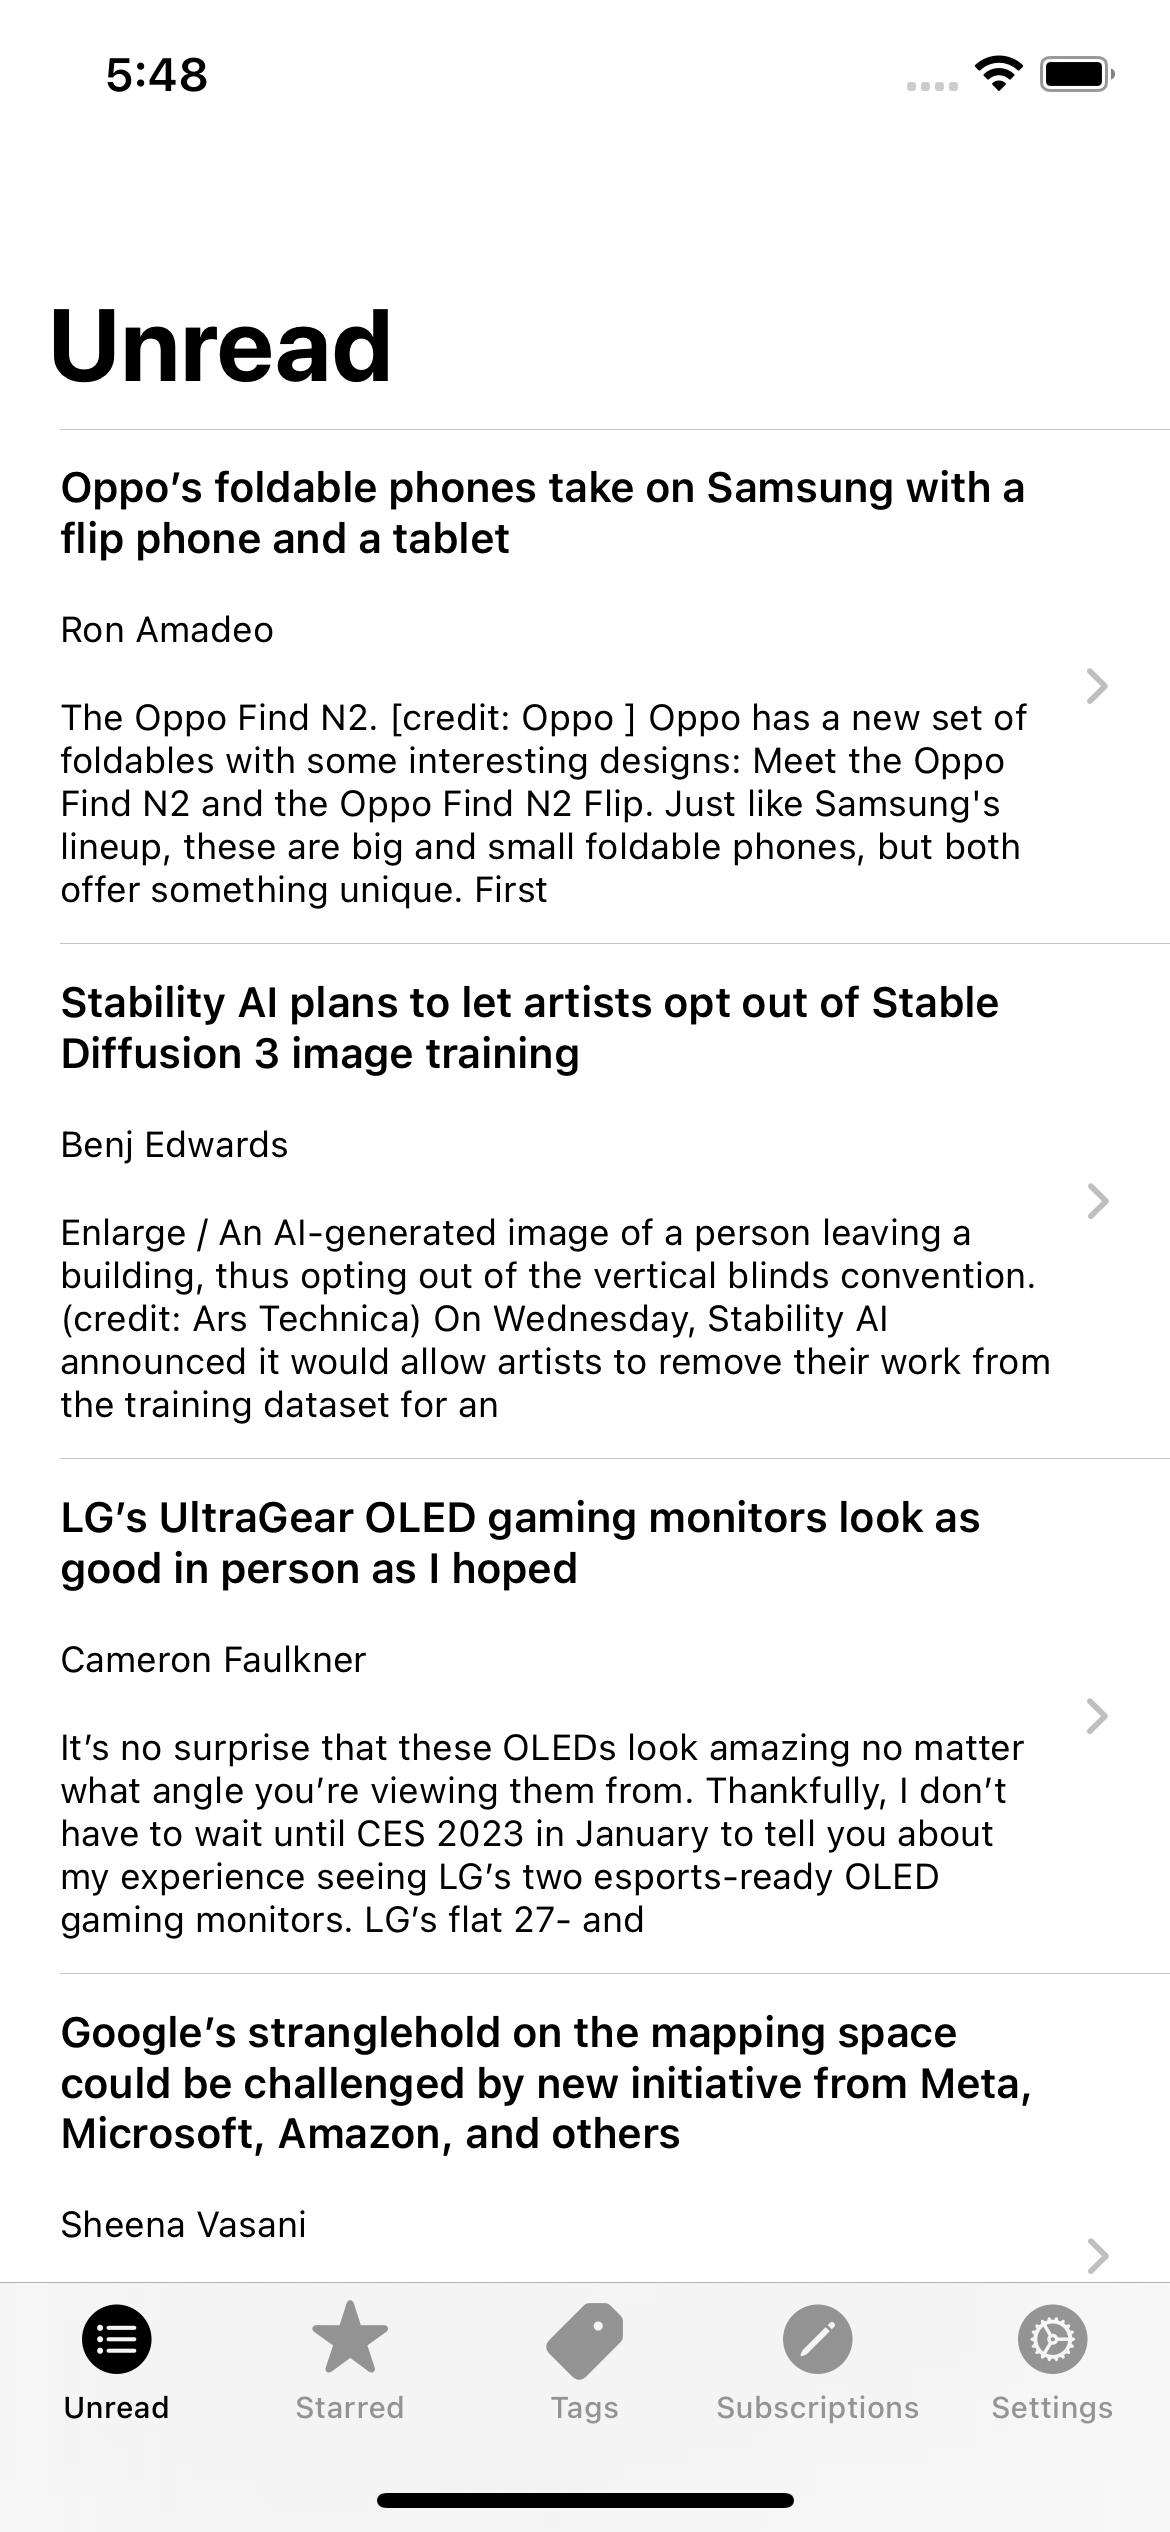 5:48
Unread
Oppo’s foldable phones take on Samsung with a
flip phone and a tablet
Ron Amadeo
The Oppo Find N2. [credit: Oppo ] Oppo has a new set of
foldables with some interesting designs: Meet the Oppo
Find N2 and the Oppo Find N2 Flip. Just like Samsung's
lineup, these are big and small foldable phones, but both
offer something unique. First
Stability AI plans to let artists opt out of Stable
Diffusion 3 image training
Benj Edwards
Enlarge / An AI-generated image of a person leaving a
building, thus opting out of the vertical blinds convention.
(credit: Ars Technica) On Wednesday, Stability AI
announced it would allow artists to remove their work from
the training dataset for an
LG’s UltraGear OLED gaming monitors look as
good in person as I hoped
Cameron Faulkner
It’s no surprise that these OLEDs look amazing no matter
what angle you’re viewing them from. Thankfully, I don’t
have to wait until CES 2023 in January to tell you about
my experience seeing LG’s two esports-ready OLED
gaming monitors. LG’s flat 27- and
Google’s stranglehold on the mapping space
could be challenged by new initiative from Meta,
Microsoft, Amazon, and others
Sheena Vasani
Unread
Starred
Tags
Subscriptions
Settings